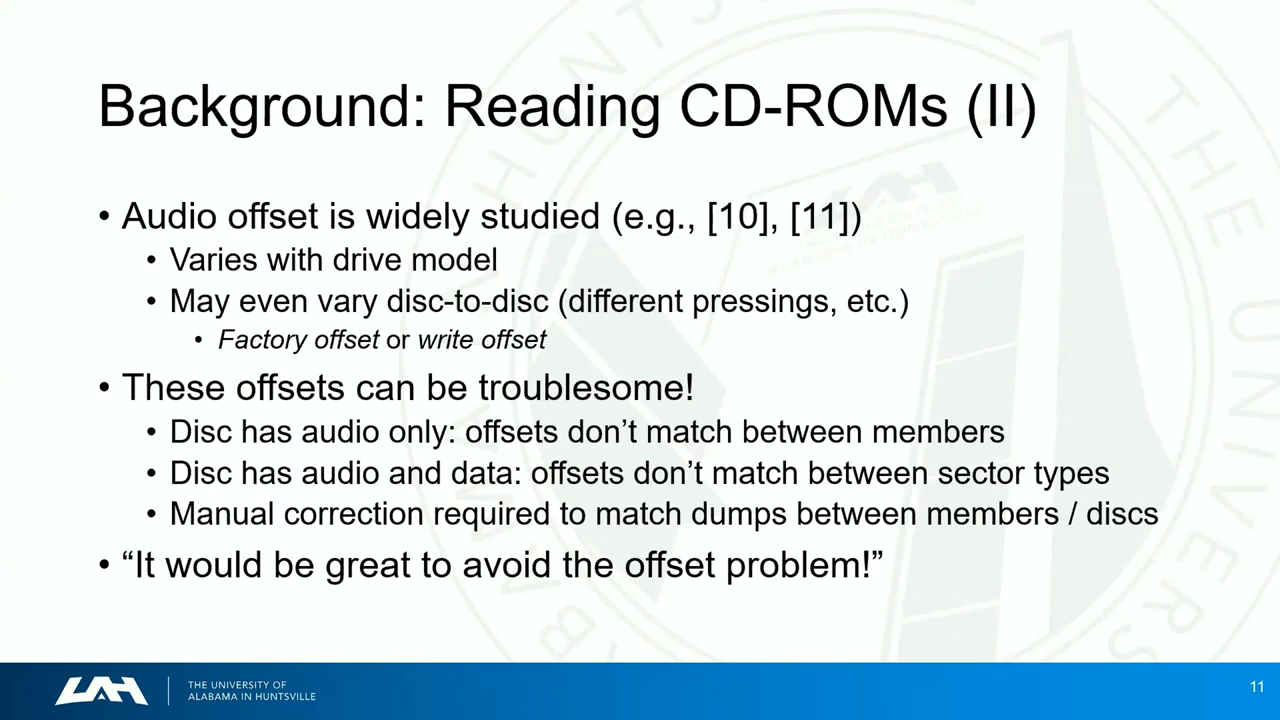 Background: Reading CD-ROMs (II)
• Audio offset is widely studied (e.g., [10], [11])
• Varies with drive model
• May even vary disc-to-disc (different pressings, etc.)
• Factory offset or write offset
• These offsets can be troublesome!
• Disc has audio only: offsets don’t match between members
• Disc has audio and data: offsets don’t match between sector types
• Manual correction required to match dumps between members / discs
• “It would be great to avoid the offset problem!”
UAH
THE UNIVERSITY OF
ALABAMA IN HUNTSVILLE
11